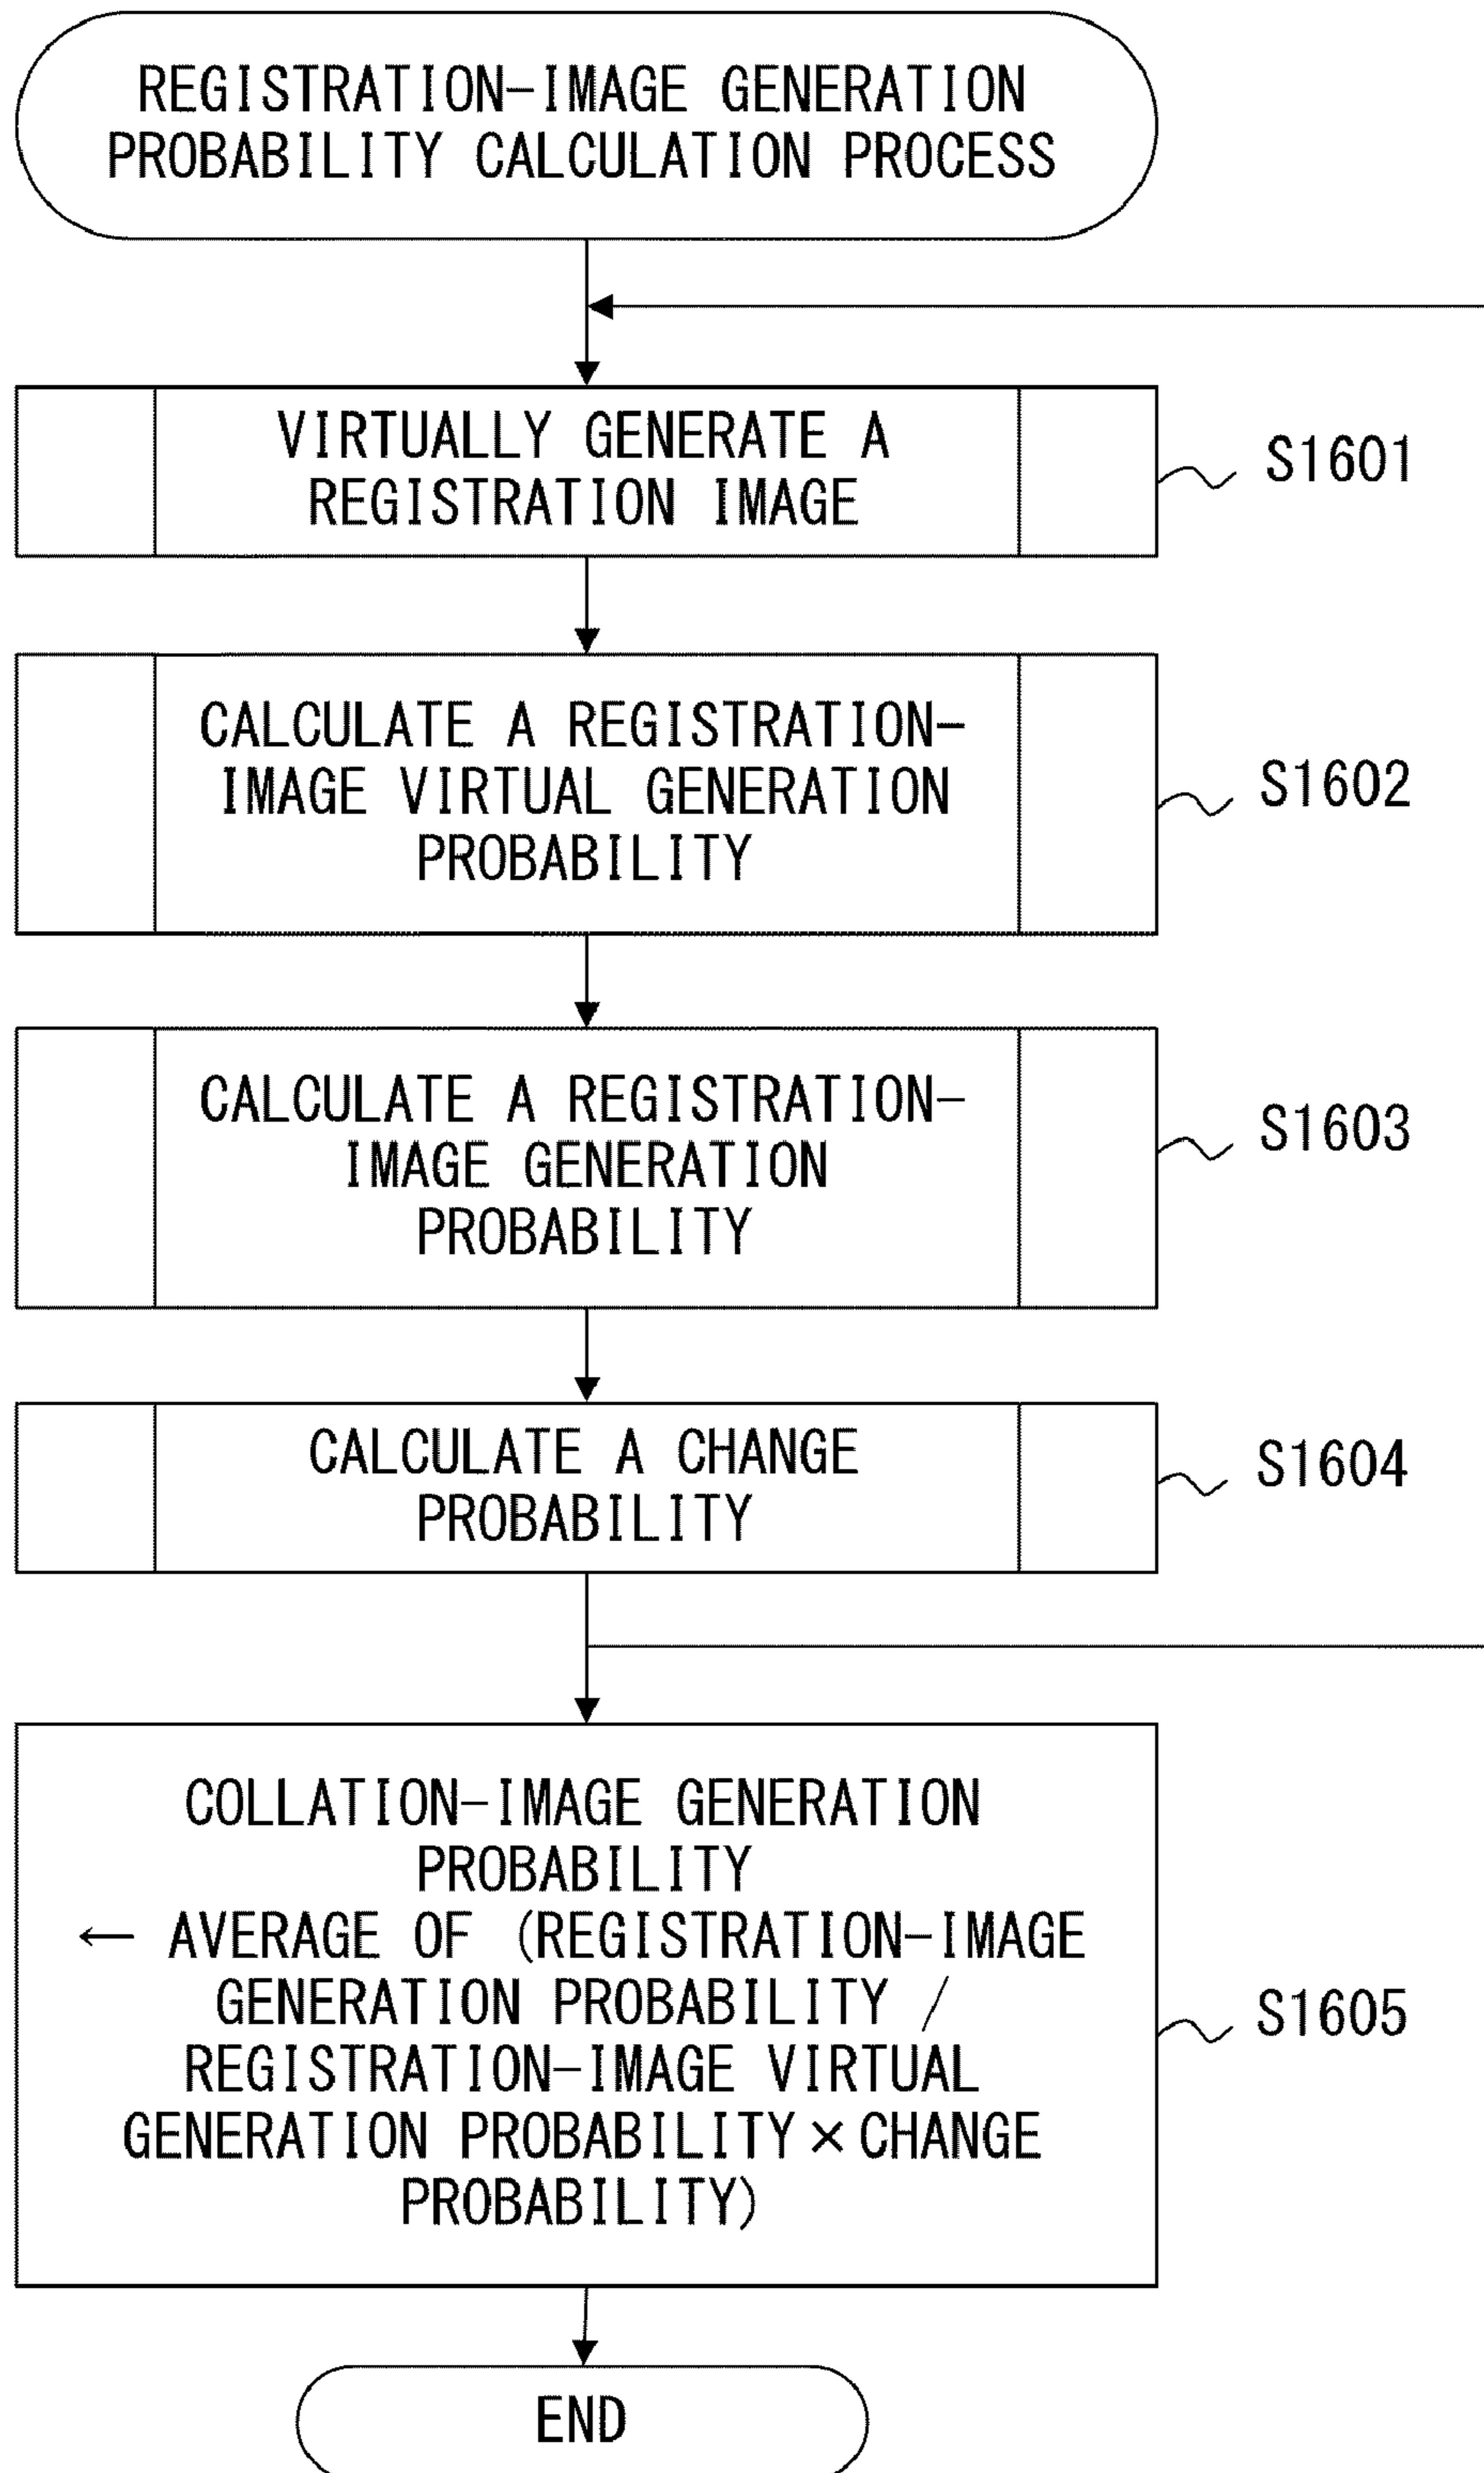 REGISTRATION-IMAGE GENERATION
PROBABILITY CALCULATION PROCESS
VIRTUALLY GENERATE A
REGISTRATION IMAGE
S1601
CALCULATE A REGISTRATION-
IMAGE VIRTUAL GENERATION
PROBABILITY
S1602
CALCULATE A REGISTRATION-
IMAGE GENERATION
PROBABILITY
S1603
CALCULATE A CHANGE
PROBABILITY
S1604
COLLATION-IMAGE GENERATION
PROBABILITY
← AVERAGE OF (REGISTRATION-IMAGE
GENERATION PROBABILITY /
REGISTRATION-IMAGE VIRTUAL
GENERATION PROBABILITY × CHANGE
PROBABILITY)
S1605
END